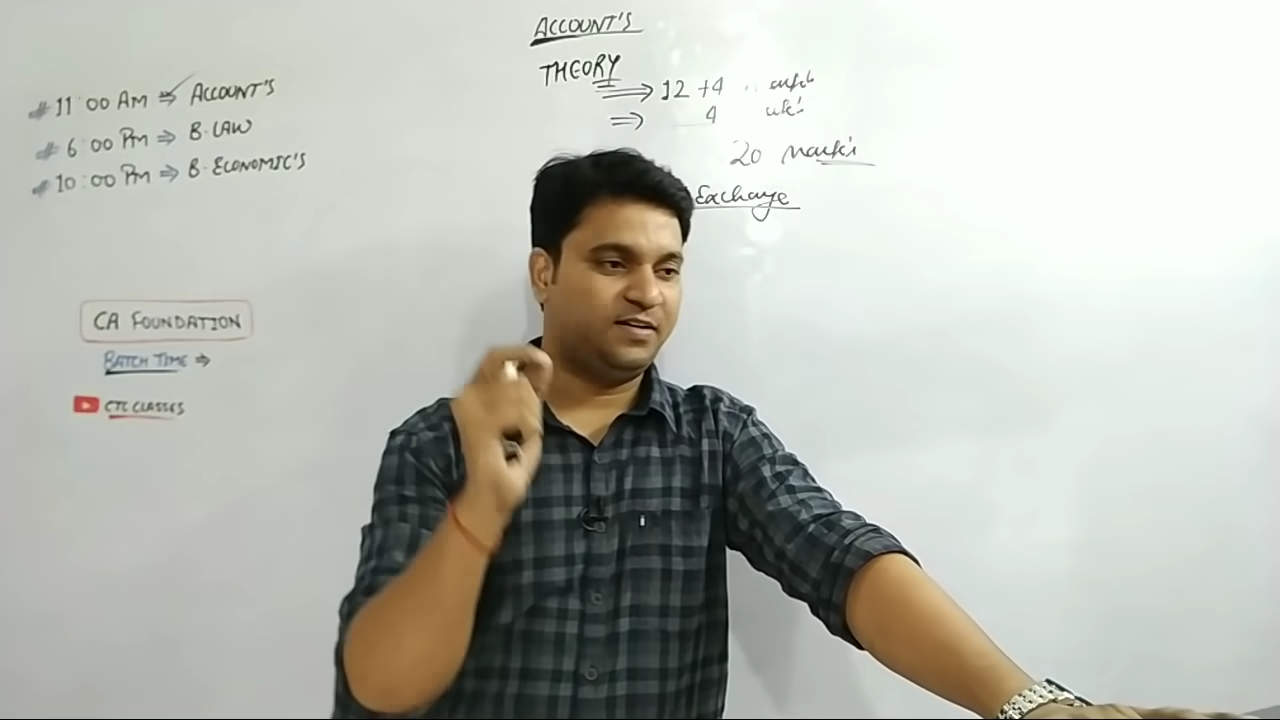 ACCOUNT'S
THEORY
⇒ 12 +4
⇒ 4
20 Marks
Exchange
# 11:00 AM ⇒ ACCOUNT'S
# 6:00 PM ⇒ B.LAW
# 10:00 PM ⇒ B.ECONOMIC'S
CA FOUNDATION
BATCH TIME ⇒
CTC CLASSES